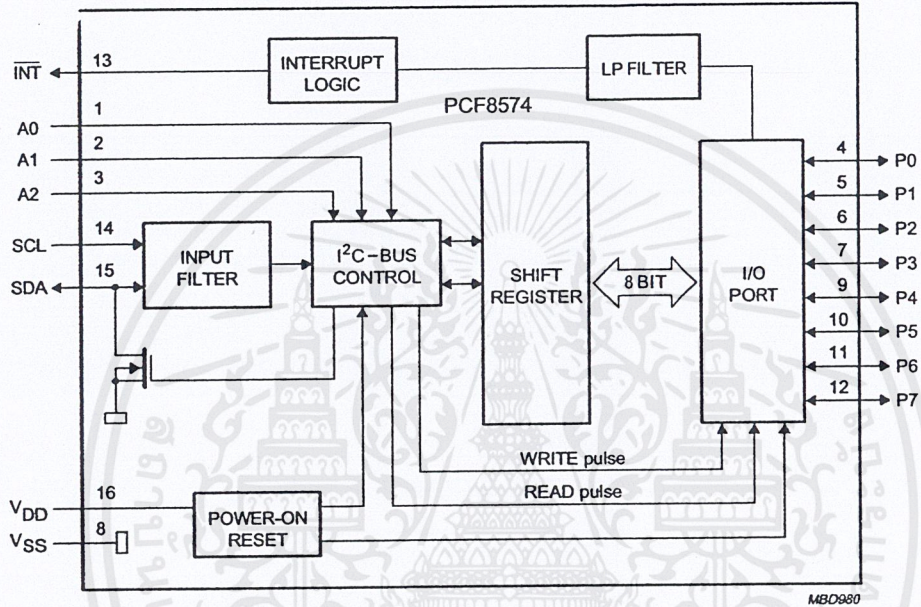 INT
13
INTERRUPT
LOGIC
LP FILTER
PCF8574
A0
1
A1
2
A2
3
SCL
14
SDA
15
INPUT
FILTER
I²C–BUS
CONTROL
SHIFT
REGISTER
8 BIT
I/O
PORT
4
P0
5
P1
6
P2
7
P3
9
P4
10
P5
11
P6
12
P7
WRITE pulse
READ pulse
VDD
16
VSS
8
POWER-ON
RESET
MBD980